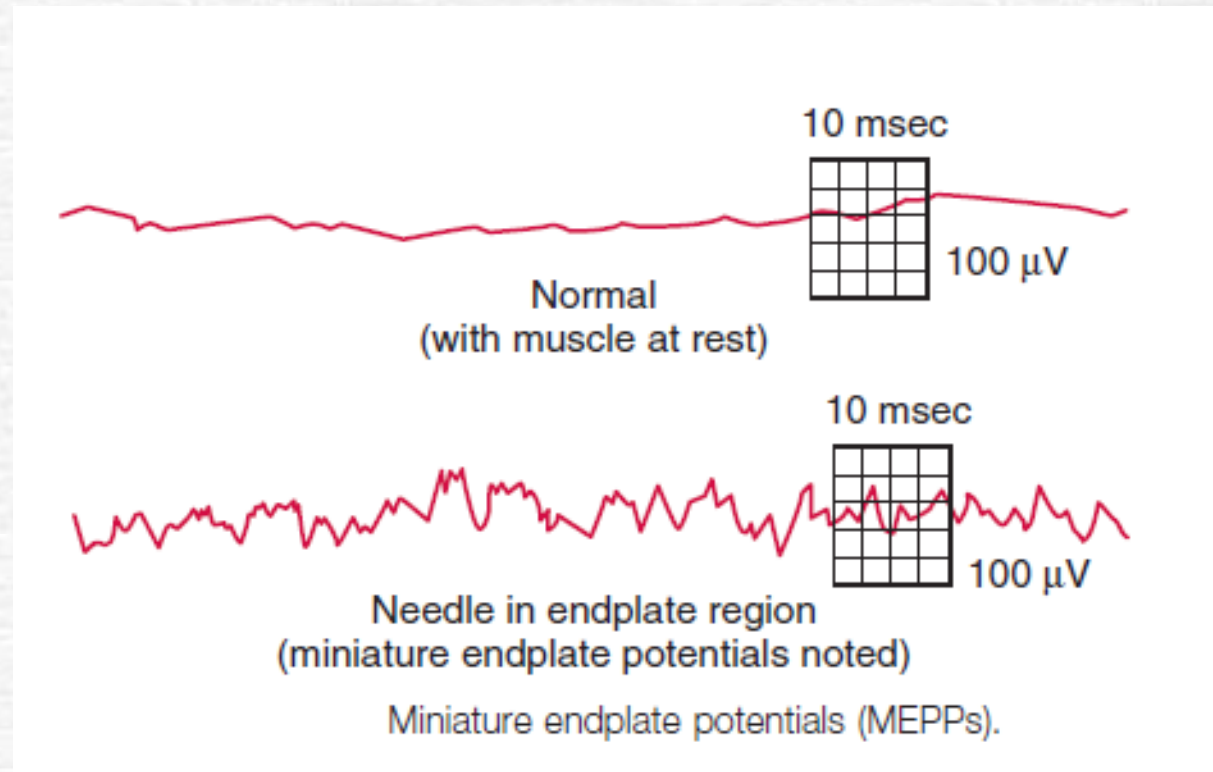 10 msec
100 μV
Normal
(with muscle at rest)
10 msec
100 μV
Needle in endplate region
(miniature endplate potentials noted)
Miniature endplate potentials (MEPPs).